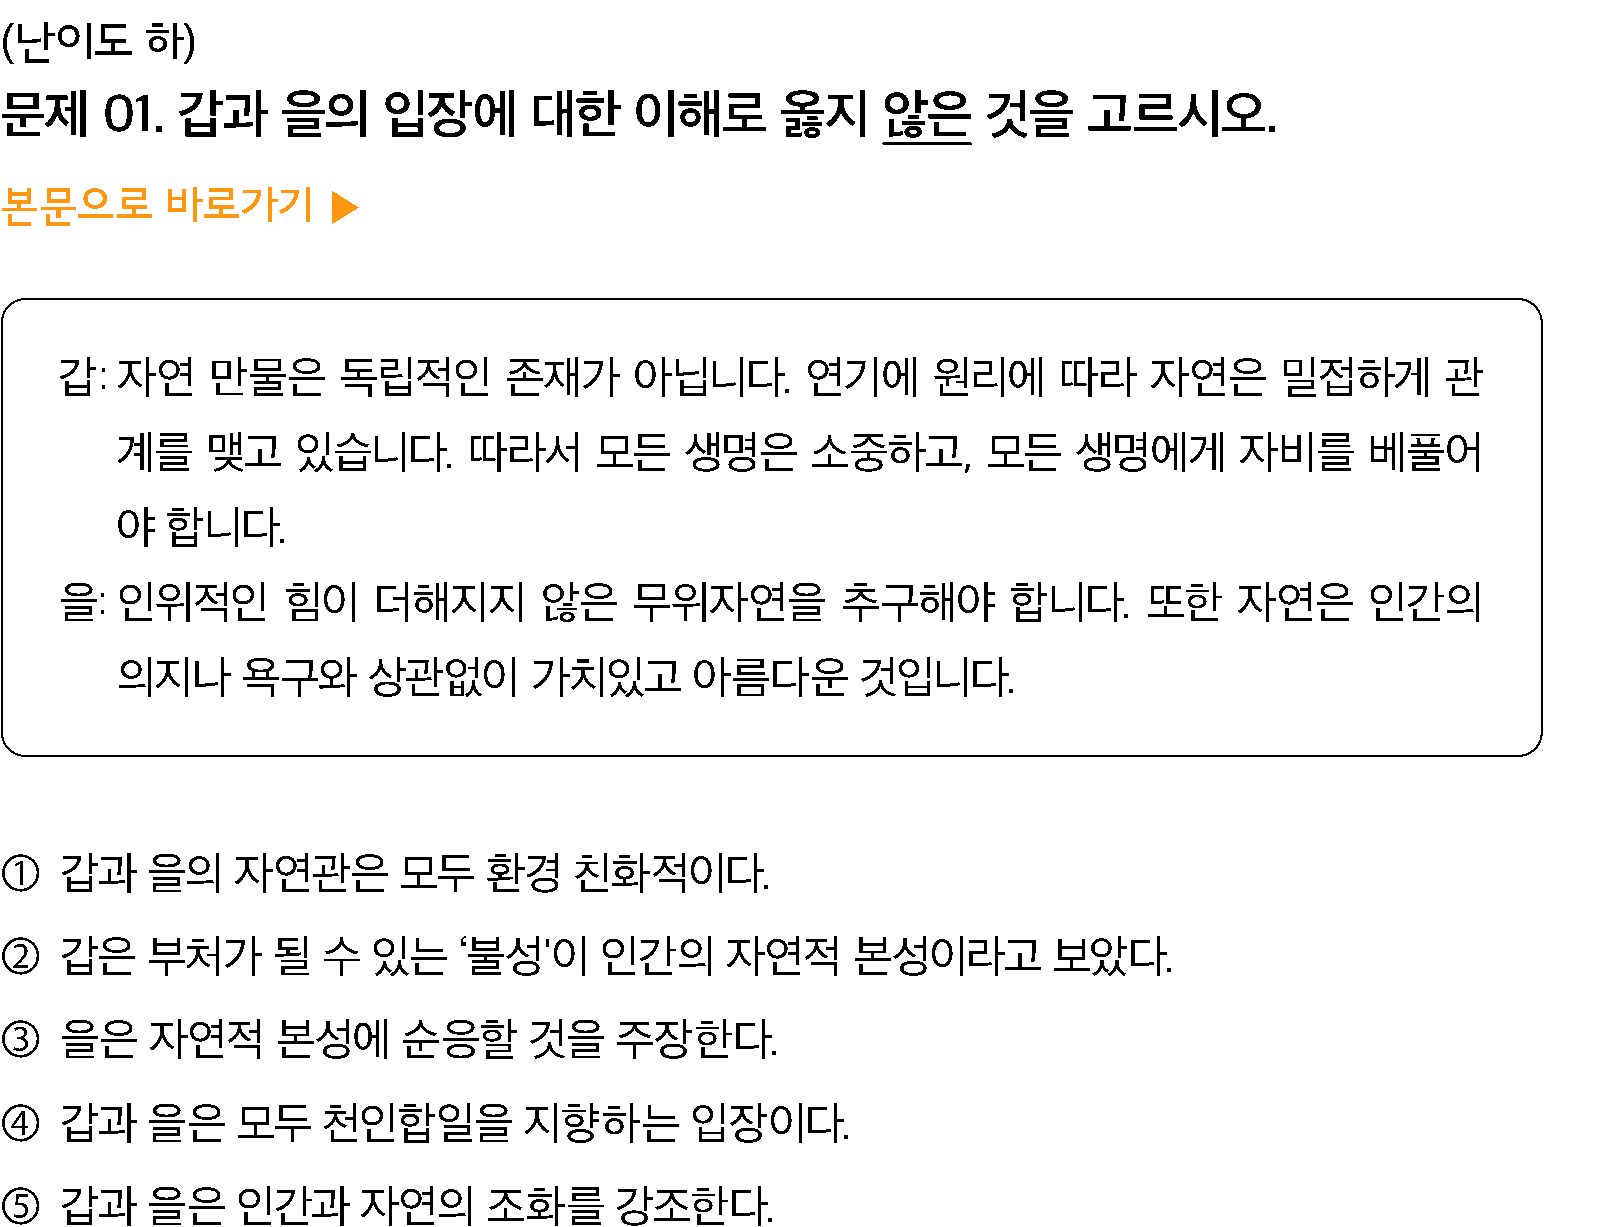 (난이도 하)
문제 01. 갑과 을의 입장에 대한 이해로 옳지 않은 것을 고르시오.
본문으로 바로가기 ▶
갑: 자연 만물은 독립적인 존재가 아닙니다. 연기에 원리에 따라 자연은 밀접하게 관
계를 맺고 있습니다. 따라서 모든 생명은 소중하고, 모든 생명에게 자비를 베풀어
야 합니다.
을: 인위적인 힘이 더해지지 않은 무위자연을 추구해야 합니다. 또한 자연은 인간의
의지나 욕구와 상관없이 가치있고 아름다운 것입니다.
① 갑과 을의 자연관은 모두 환경 친화적이다.
② 갑은 부처가 될 수 있는 ‘불성'이 인간의 자연적 본성이라고 보았다.
③ 을은 자연적 본성에 순응할 것을 주장한다.
④ 갑과 을은 모두 천인합일을 지향하는 입장이다.
⑤ 갑과 을은 인간과 자연의 조화를 강조한다.